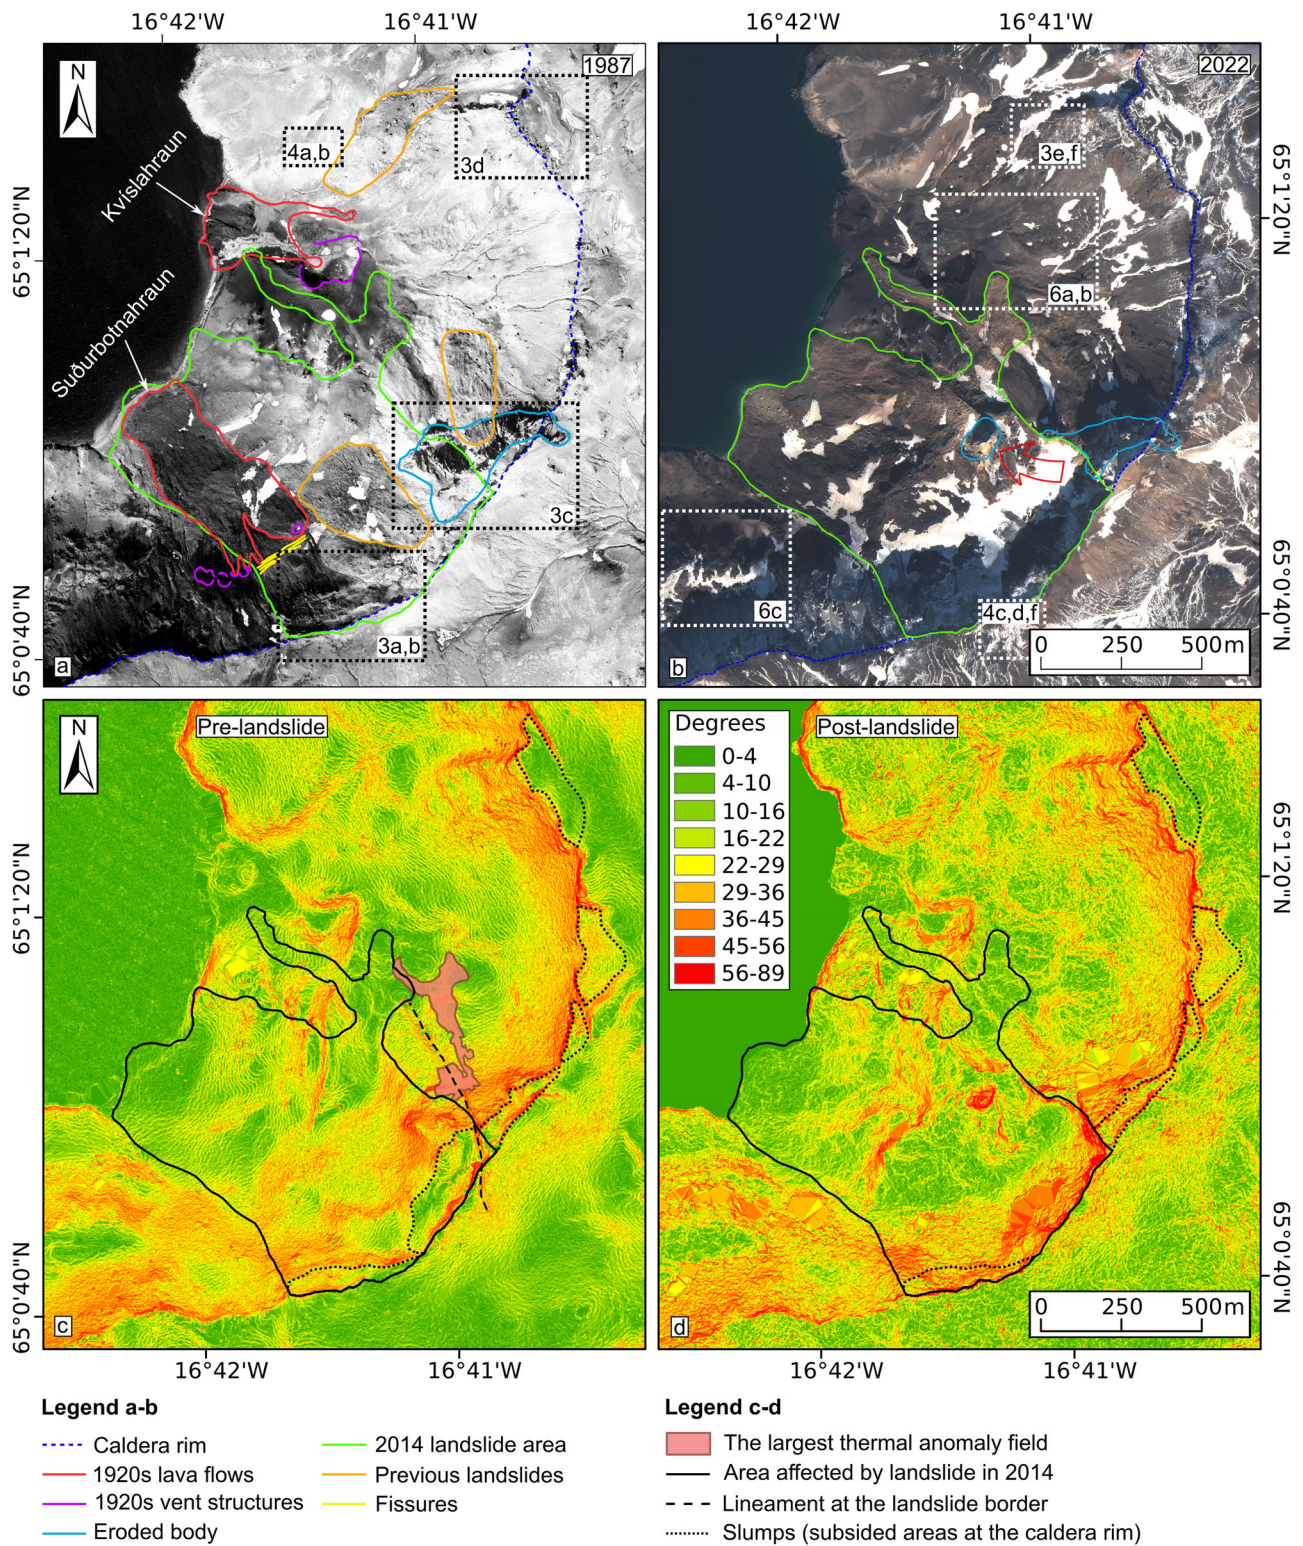 16°42'W
16°41'W
16°42'W
16°41'W
N
1987
2022
4a,b
3d
3e,f
Kvíslahraun
65°1'20"N
65°1'20"N
6a,b
Suðurbotnahraun
3c
6c
4c,d,f
3a,b
65°0'40"N
65°0'40"N
0 250 500m
a
b
N
Pre-landslide
Degrees
Post-landslide
0-4
4-10
10-16
16-22
22-29
29-36
36-45
45-56
56-89
65°1'20"N
65°1'20"N
65°0'40"N
65°0'40"N
0 250 500m
c
d
16°42'W
16°41'W
16°42'W
16°41'W
Legend a-b
Caldera rim
1920s lava flows
1920s vent structures
Eroded body
2014 landslide area
Previous landslides
Fissures
Legend c-d
The largest thermal anomaly field
Area affected by landslide in 2014
Lineament at the landslide border
Slumps (subsided areas at the caldera rim)